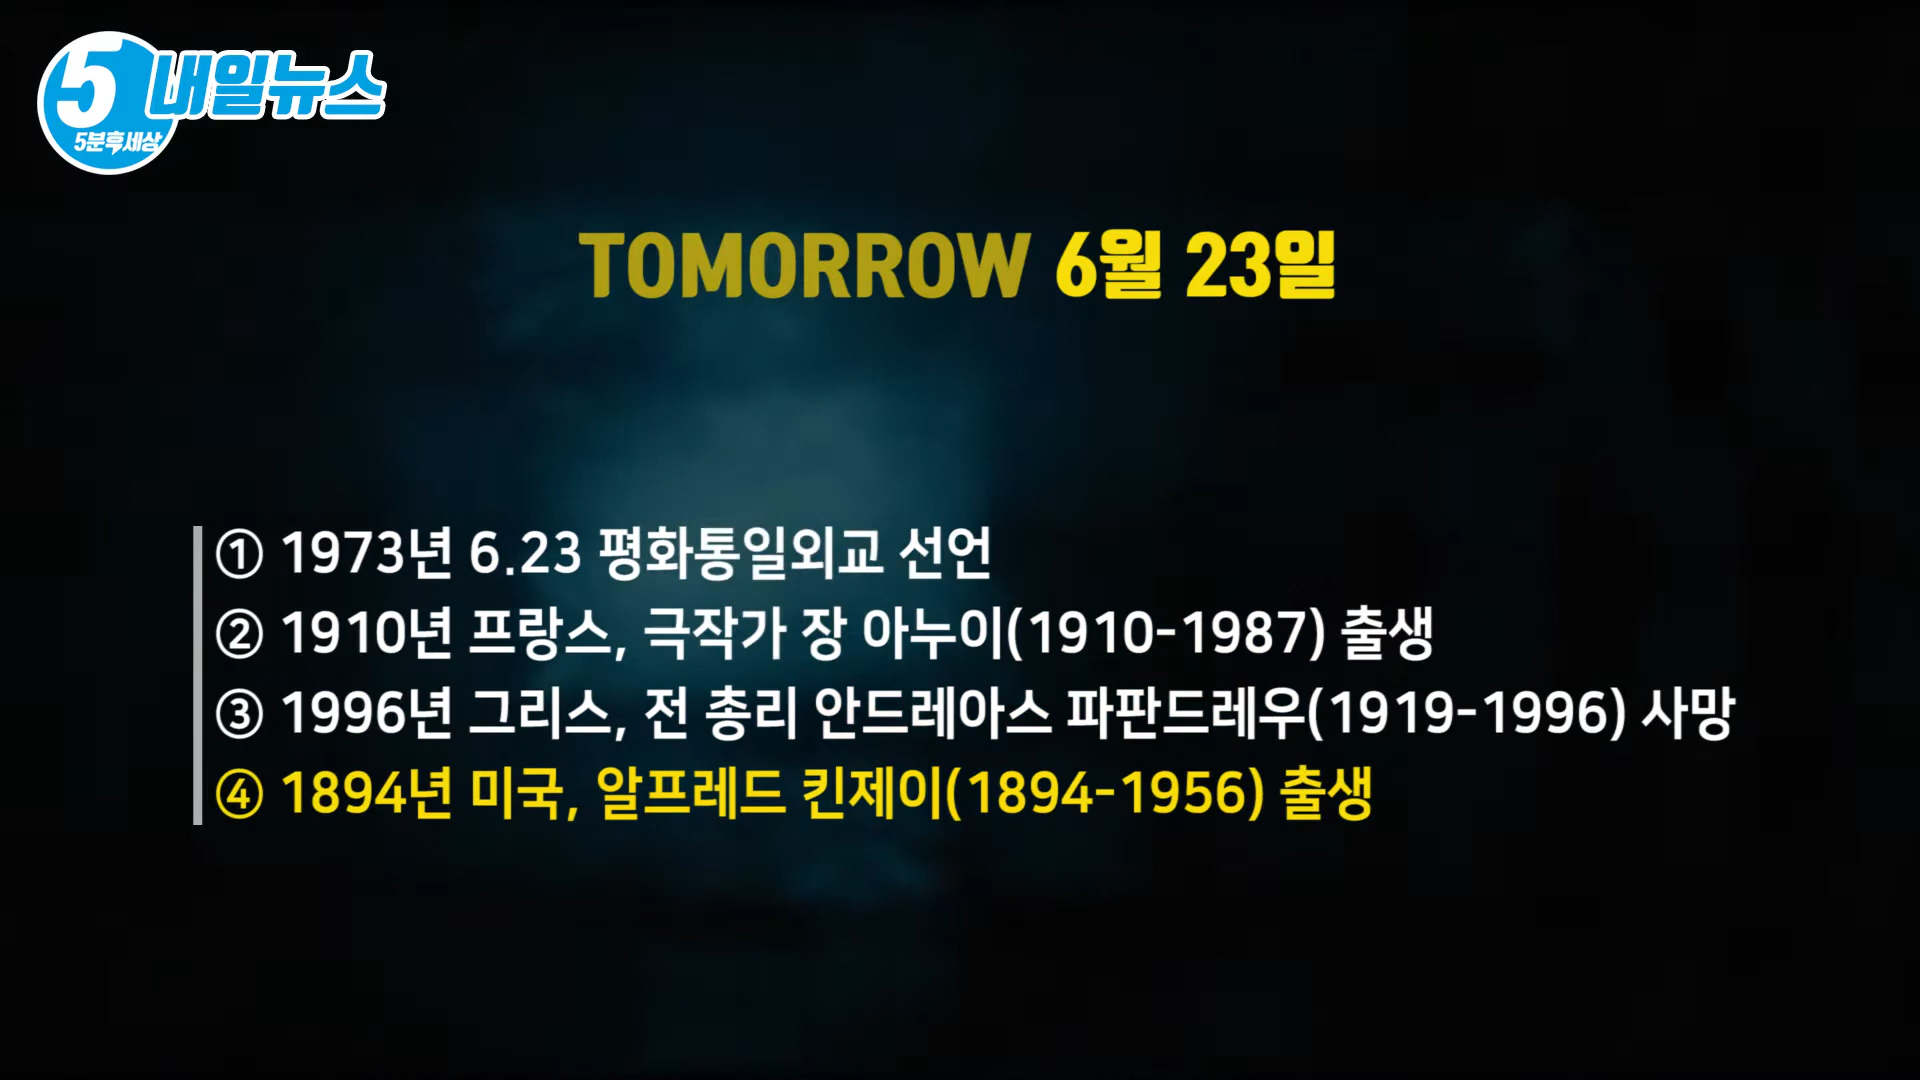 5 내일뉴스
5분후세상
TOMORROW 6월 23일
① 1973년 6.23 평화통일외교 선언
② 1910년 프랑스, 극작가 장 아누이(1910-1987) 출생
③ 1996년 그리스, 전 총리 안드레아스 파판드레우(1919-1996) 사망
④ 1894년 미국, 알프레드 킨제이(1894-1956) 출생